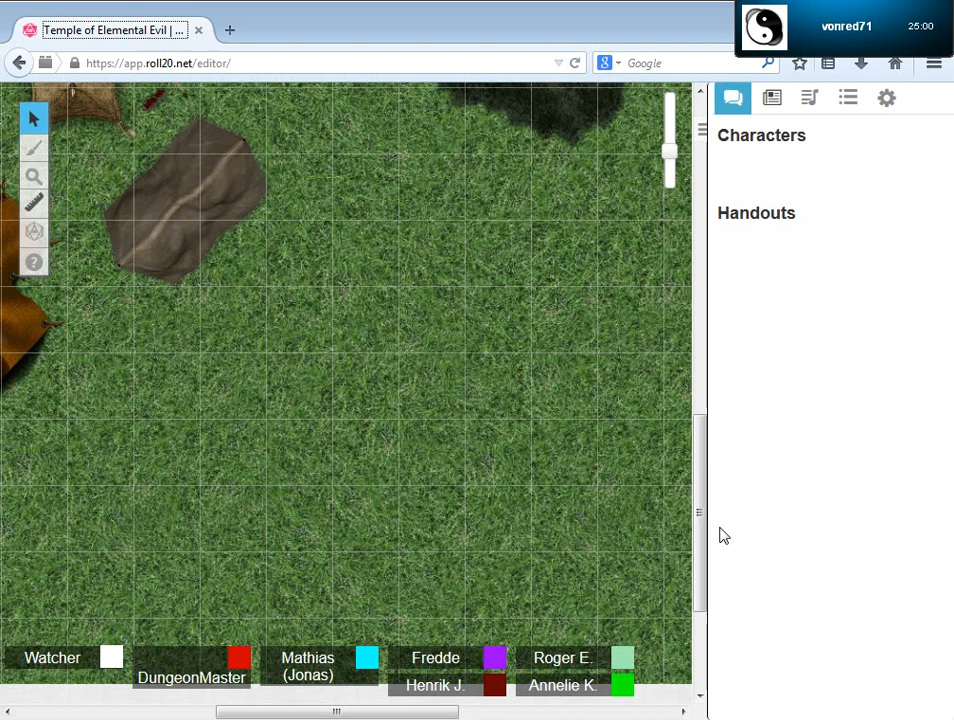 Temple of Elemental Evil | ...
vonred71
25:00
https://app.roll20.net/editor/
Google
Characters
Handouts
Watcher
DungeonMaster
Mathias
(Jonas)
Fredde
Roger E.
Henrik J.
Annelie K.